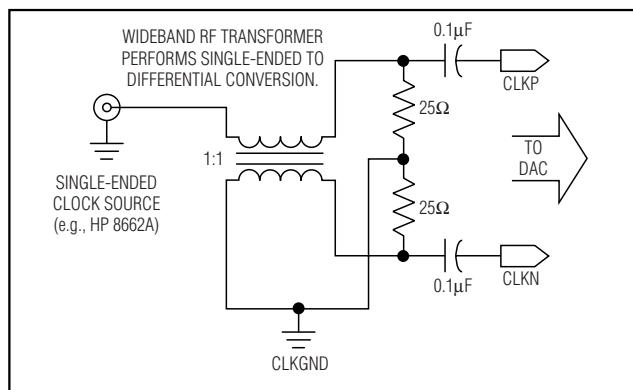 WIDEBAND RF TRANSFORMER
PERFORMS SINGLE-ENDED TO
DIFFERENTIAL CONVERSION.
0.1μF
CLKP
25Ω
1:1
TO
DAC
SINGLE-ENDED
CLOCK SOURCE
(e.g., HP 8662A)
25Ω
0.1μF
CLKN
CLKGND